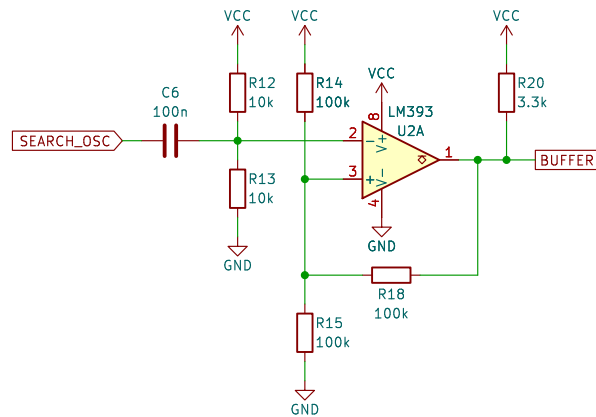 VCC
VCC
VCC
R12
10k
R14
100k
VCC
LM393
U2A
R20
3.3k
C6
100n
SEARCH_OSC
8
V+
2
-
3
+
V-
4
1
BUFFER
R13
10k
GND
GND
R18
100k
R15
100k
GND